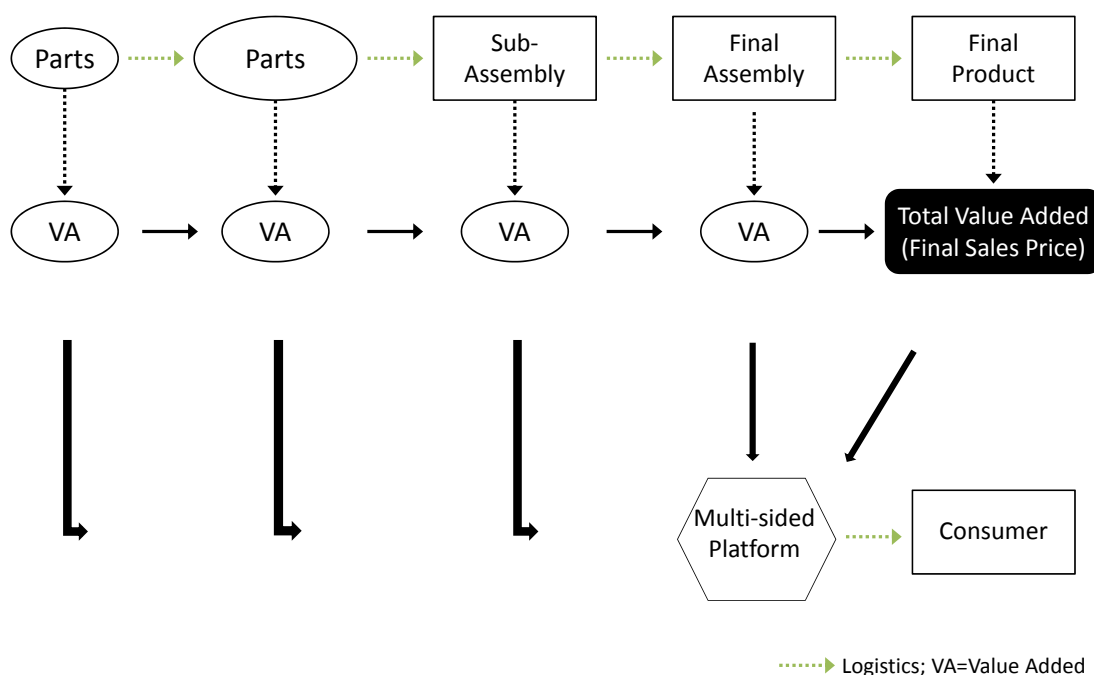 Parts
Parts
Sub-
Assembly
Final
Assembly
Final
Product
VA
VA
VA
VA
Total Value Added
(Final Sales Price)
Multi-sided
Platform
Consumer
Logistics; VA=Value Added